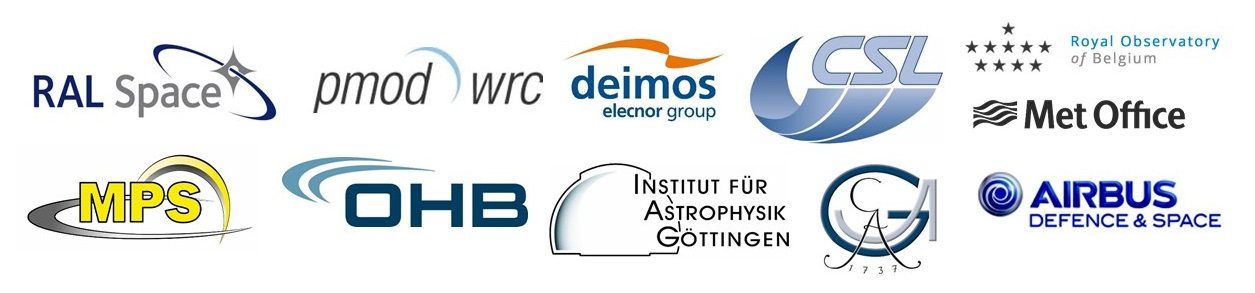 RAL Space
pmod wrc
deimos
elecnor group
CSL
Royal Observatory
of Belgium
Met Office
MPS
OHB
INSTITUT FÜR
ASTROPHYSIK
GÖTTINGEN
GA
1737
AIRBUS
DEFENCE & SPACE